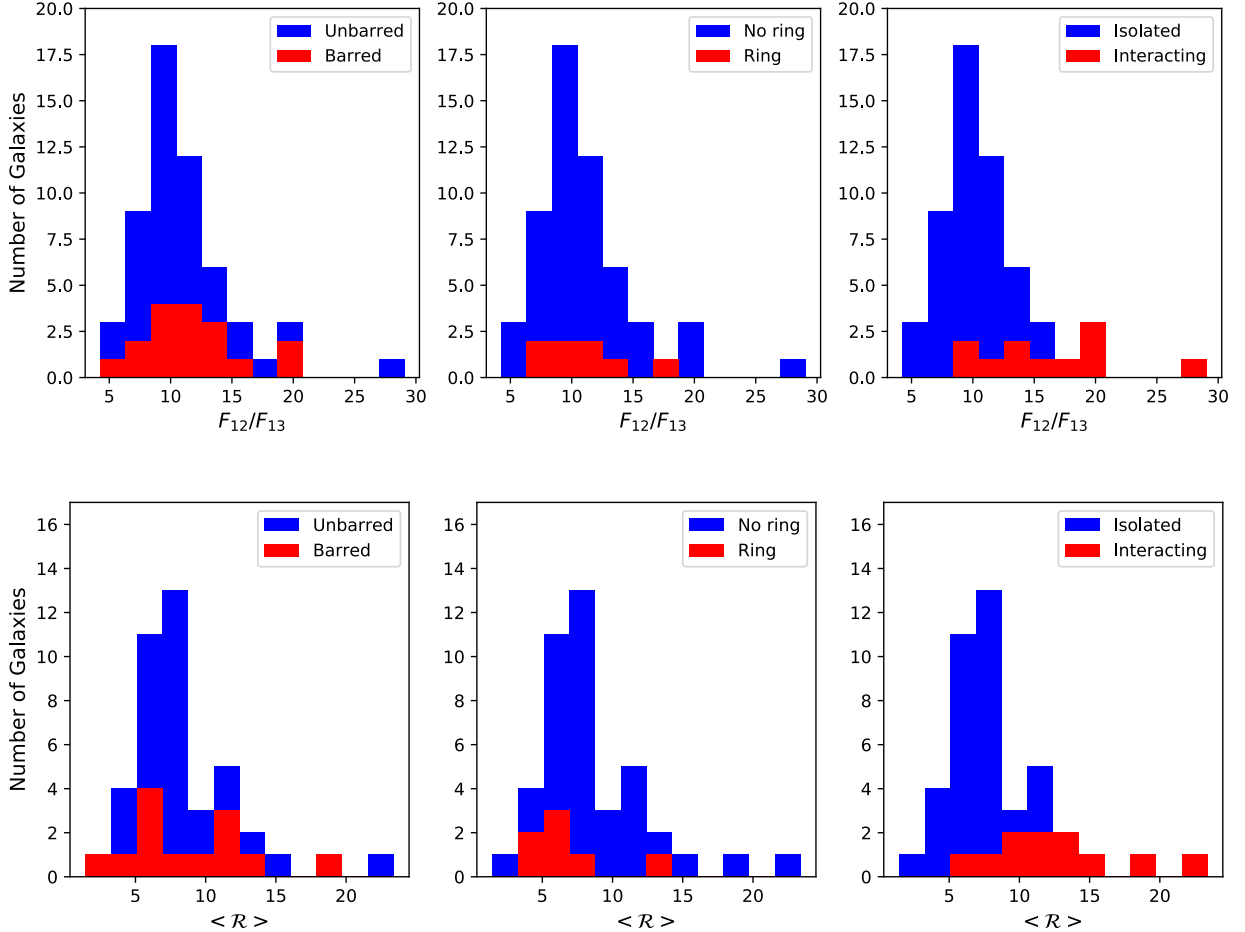 20.0
17.5
15.0
12.5
10.0
7.5
5.0
2.5
0.0
Number of Galaxies
Unbarred
Barred
5 10 15 20 25 30
F12/F13
20.0
17.5
15.0
12.5
10.0
7.5
5.0
2.5
0.0
No ring
Ring
5 10 15 20 25 30
F12/F13
20.0
17.5
15.0
12.5
10.0
7.5
5.0
2.5
0.0
Isolated
Interacting
5 10 15 20 25 30
F12/F13
16
14
12
10
8
6
4
2
0
Number of Galaxies
Unbarred
Barred
5 10 15 20
<ℛ>
16
14
12
10
8
6
4
2
0
No ring
Ring
5 10 15 20
<ℛ>
16
14
12
10
8
6
4
2
0
Isolated
Interacting
5 10 15 20
<ℛ>